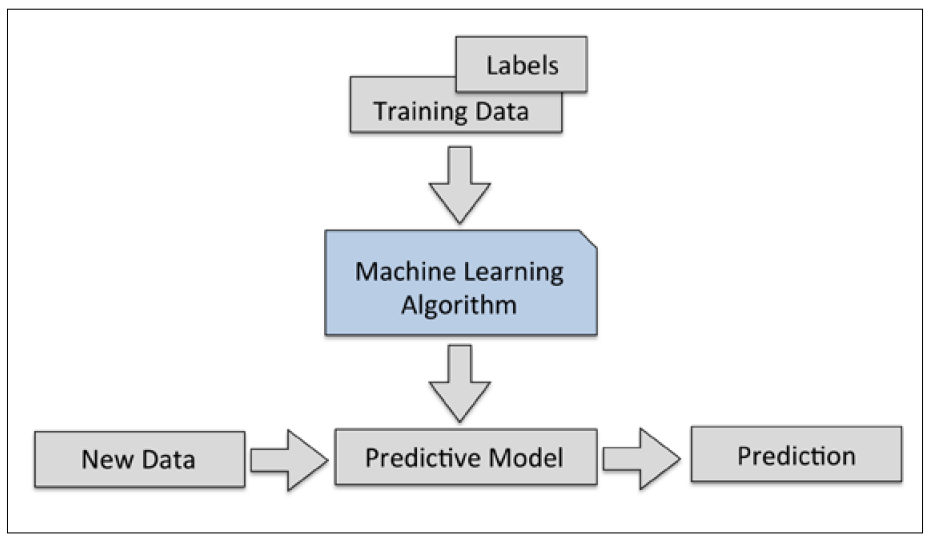 Labels
Training Data
Machine Learning
Algorithm
New Data
Predictive Model
Prediction